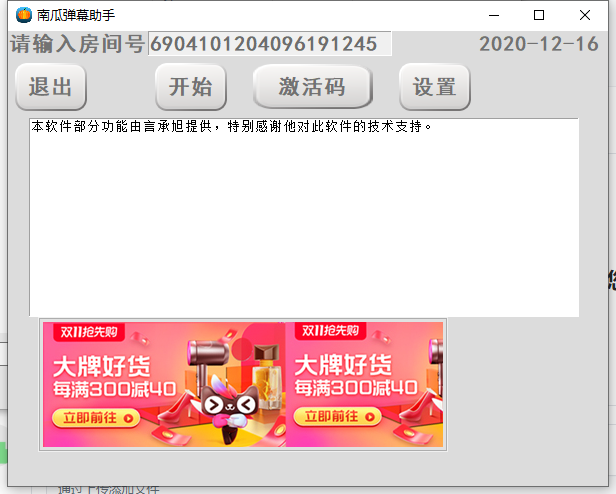 南瓜弹幕助手
请输入房间号 6904101204096191245 2020-12-16
退出 开始 激活码 设置
本软件部分功能由言承旭提供，特别感谢他对此软件的技术支持。
双11抢先购 双11抢先购
大牌好货 大牌好货
每满300减40 每满300减40
立即前往 立即前往
您
通过上传添加文件